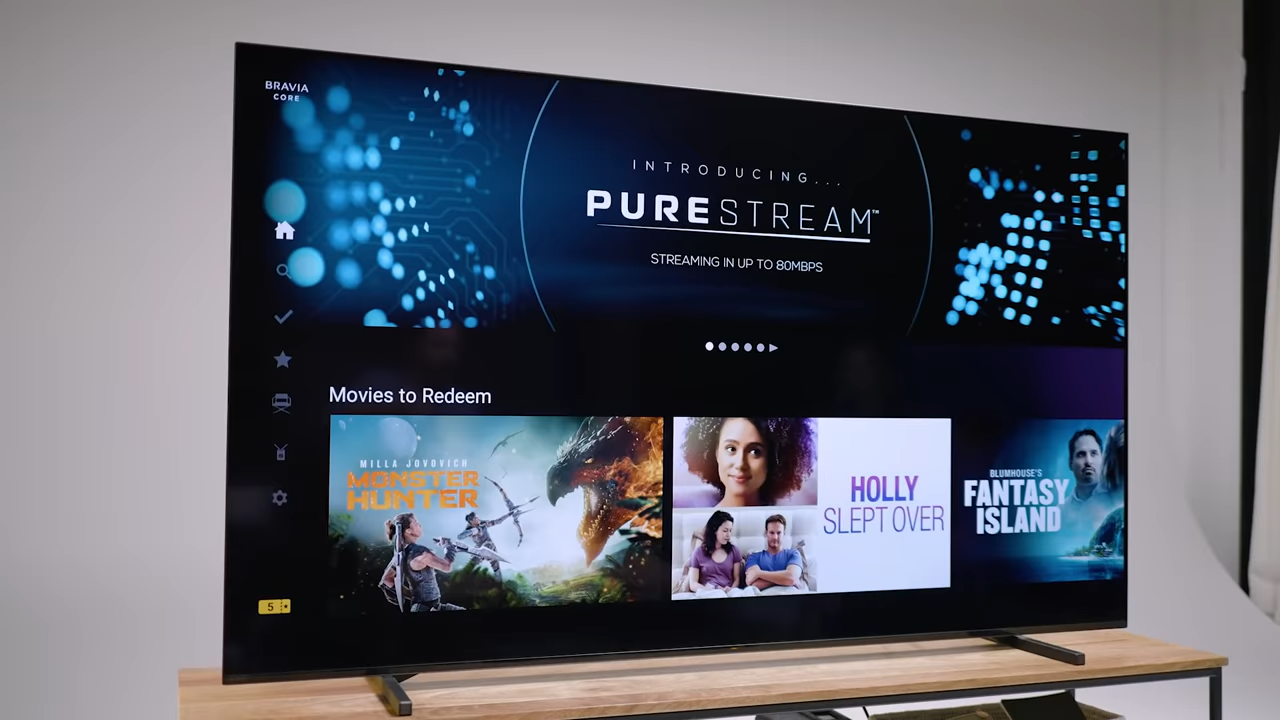 BRAVIA
CORE
INTRODUCING...
PURESTREAM™
STREAMING IN UP TO 80MBPS
Movies to Redeem
MILLA JOVOVICH
MONSTER
HUNTER
HOLLY
SLEPT OVER
BLUMHOUSE'S
FANTASY
ISLAND
5